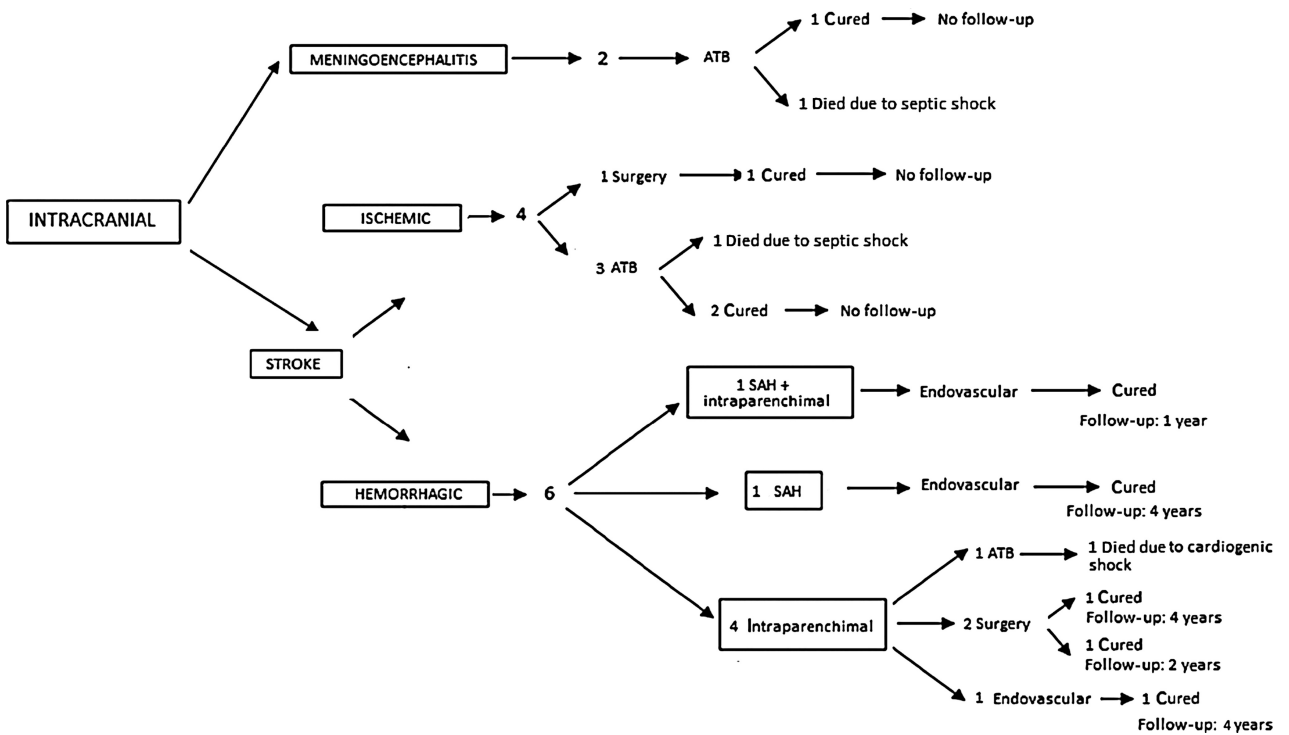 1 Cured
No follow-up
MENINGOENCEPHALITIS
2
ATB
1 Died due to septic shock
INTRACRANIAL
ISCHEMIC
4
1 Surgery
1 Cured
No follow-up
3 ATB
1 Died due to septic shock
2 Cured
No follow-up
STROKE
HEMORRHAGIC
6
1 SAH +
intraparenchimal
Endovascular
Cured
Follow-up: 1 year
1 SAH
Endovascular
Cured
Follow-up: 4 years
4 Intraparenchimal
1 ATB
1 Died due to cardiogenic
shock
2 Surgery
1 Cured
Follow-up: 4 years
1 Cured
Follow-up: 2 years
1 Endovascular
1 Cured
Follow-up: 4 years